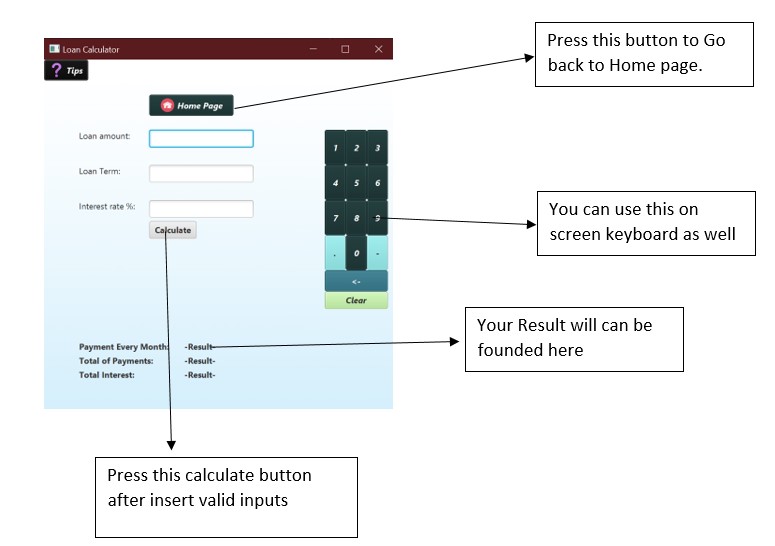 Loan Calculator
? Tips
Home Page
Press this button to Go
back to Home page.
Loan amount:
Loan Term:
Interest rate %:
Calculate
1 2 3
4 5 6
7 8 9
. 0 -
<-
Clear
You can use this on
screen keyboard as well
Payment Every Month: -Result-
Total of Payments: -Result-
Total Interest: -Result-
Your Result will can be
founded here
Press this calculate button
after insert valid inputs